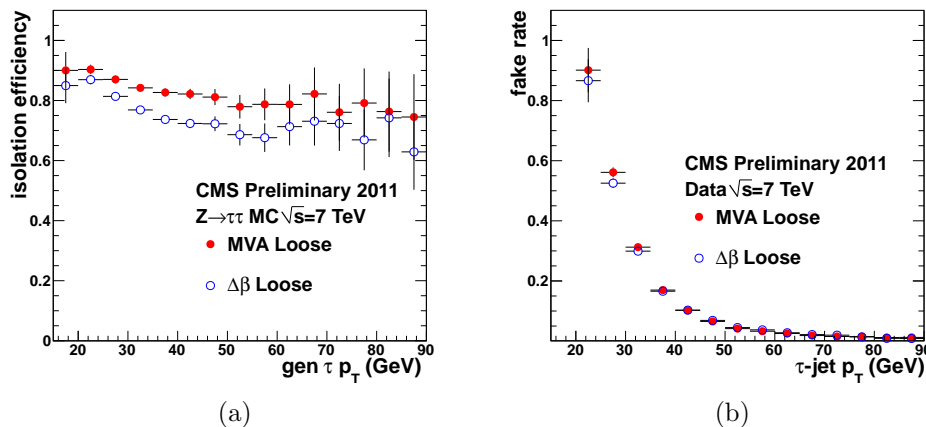 isolation efficiency
1
0.8
0.6
0.4
0.2
0
CMS Preliminary 2011
Z→ττ MC √s=7 TeV
MVA Loose
Δβ Loose
20 30 40 50 60 70 80 90
gen τ p_T (GeV)
(a)
fake rate
1
0.8
0.6
0.4
0.2
0
CMS Preliminary 2011
Data √s=7 TeV
MVA Loose
Δβ Loose
20 30 40 50 60 70 80 90
τ-jet p_T (GeV)
(b)